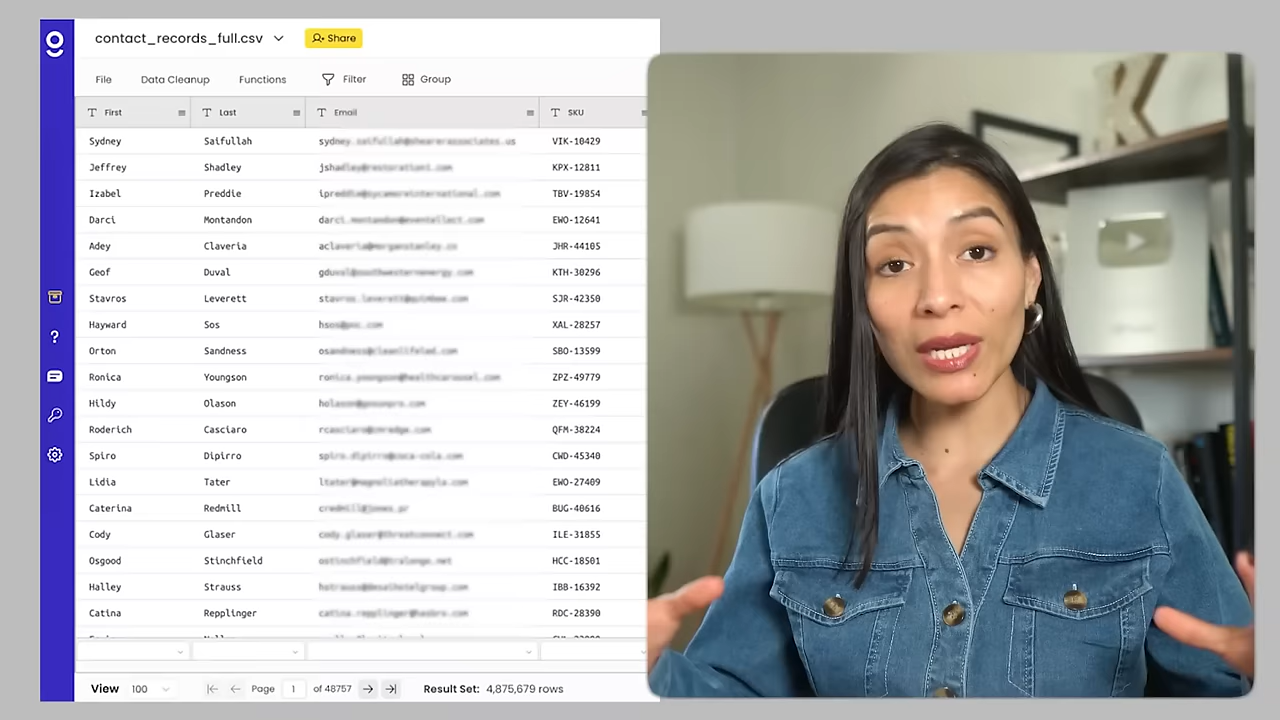 contact_records_full.csv Share
File Data Cleanup Functions Filter Group
First Last Email SKU
Sydney Saifullah VIK-10429
Jeffrey Shadley KPX-12811
Izabel Preddie TBV-19854
Darci Montandon EWO-12641
Adey Claveria JHR-44105
Geof Duval KTH-30296
Stavros Leverett SJR-42350
Hayward Sos XAL-28257
Orton Sandness SBO-13599
Ronica Youngson ZPZ-49779
Hildy Olason ZEY-46199
Roderich Casciaro QFM-38224
Spiro Dipirro CWD-45340
Lidia Tater EWO-27409
Caterina Redmill BUG-40616
Cody Glaser ILE-31855
Osgood Stinchfield HCC-18501
Halley Strauss IBB-16392
Catina Repplinger RDC-28390
View 100 Page 1 of 48757 Result Set: 4,875,679 rows